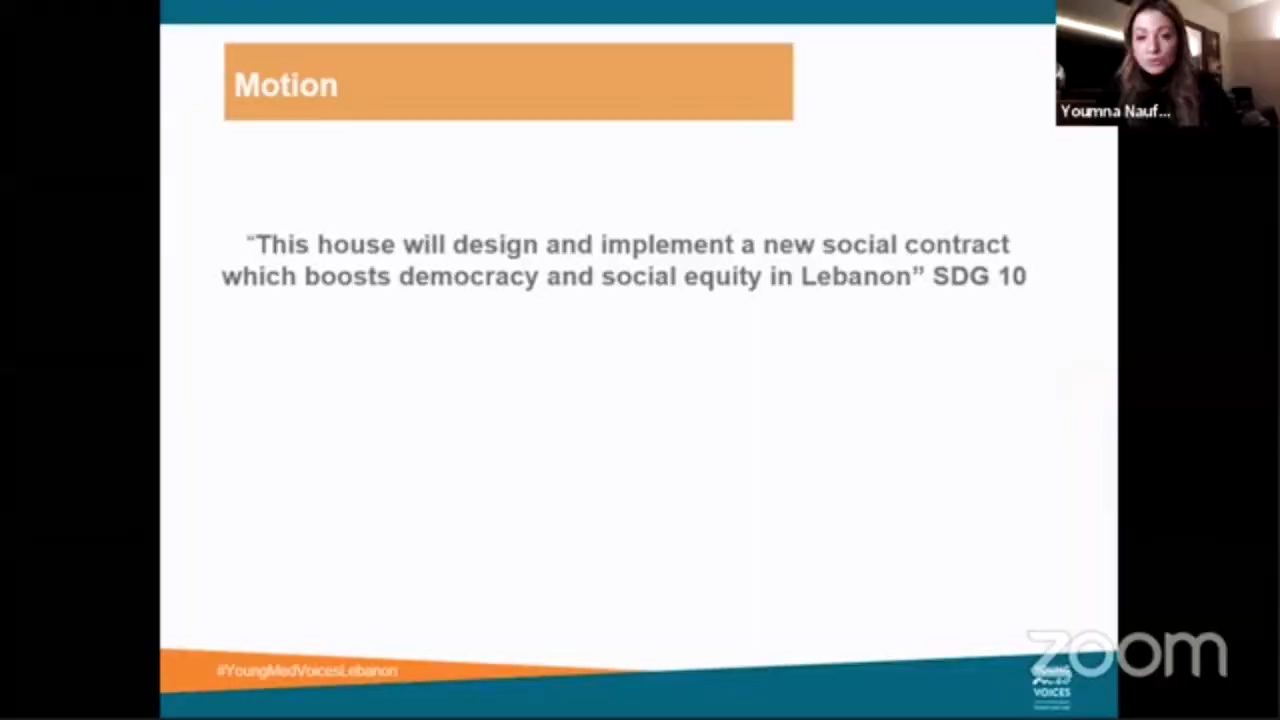 Motion
Youmna Nauf...
“This house will design and implement a new social contract
which boosts democracy and social equity in Lebanon” SDG 10
#YoungMedVoicesLebanon
zoom
YOUNG
VOICES